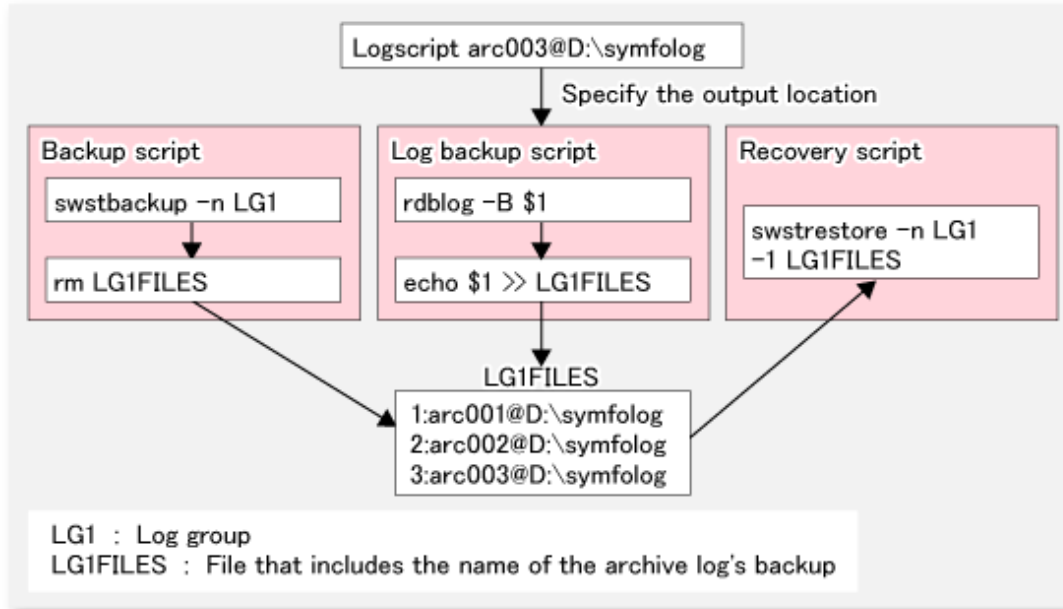 Logscript arc003@D:\symfolog
Specify the output location
Backup script
swstbackup -n LG1
rm LG1FILES
Log backup script
rdblog -B $1
echo $1 >> LG1FILES
Recovery script
swstrestore -n LG1
-1 LG1FILES
LG1FILES
1:arc001@D:\symfolog
2:arc002@D:\symfolog
3:arc003@D:\symfolog
LG1 : Log group
LG1FILES : File that includes the name of the archive log's backup